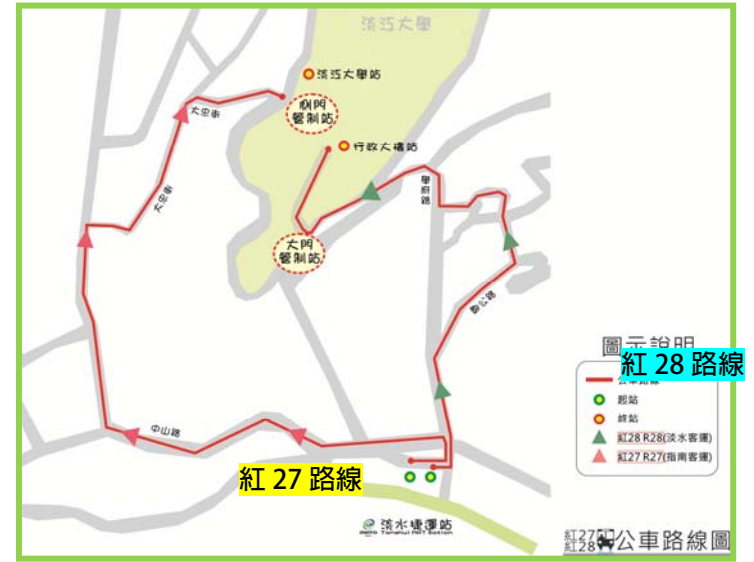 淡江大學
淡江大學站
側門
管制站
大忠街
行政大樓站
學府路
大忠街
大門
管制站
鄧公路
圖示說明
紅 28 路線
公車路線
起站
終站
紅28 R28(淡水客運)
紅27 R27(指南客運)
中山路
紅 27 路線
淡水捷運站
Tamshui MRT Station
紅27
紅28
公車路線圖